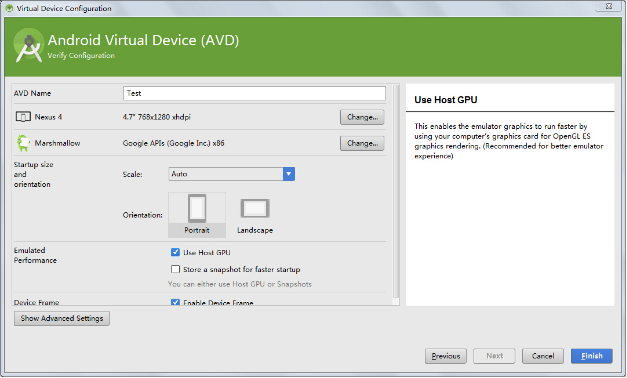 Virtual Device Configuration
Android Virtual Device (AVD)
Verify Configuration
AVD Name
Test
Nexus 4
4.7" 768x1280 xhdpi
Change...
Marshmallow
Google APIs (Google Inc.) x86
Change...
Startup size
and
orientation
Scale:
Auto
Orientation:
Portrait
Landscape
Emulated
Performance
Use Host GPU
Store a snapshot for faster startup
You can either use Host GPU or Snapshots
Device Frame
Enable Device Frame
Show Advanced Settings
Use Host GPU
This enables the emulator graphics to run faster by
using your computer's graphics card for OpenGL ES
graphics rendering. (Recommended for better emulator
experience)
Previous
Next
Cancel
Finish